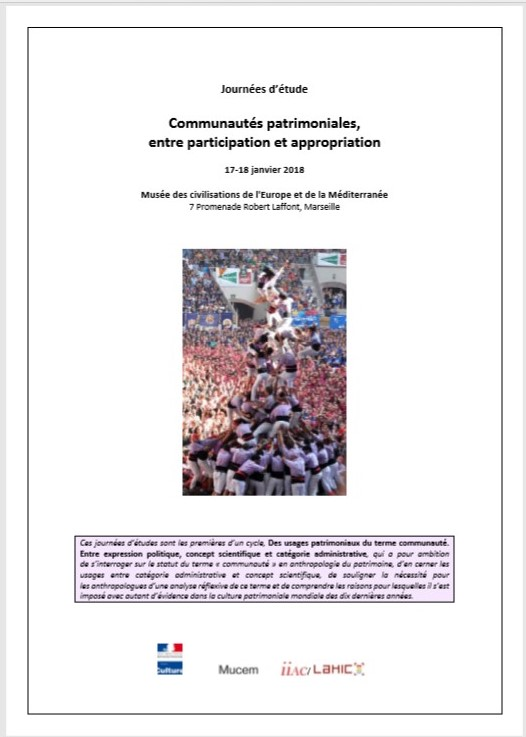 Journées d'étude
Communautés patrimoniales,
entre participation et appropriation
17-18 janvier 2018
Musée des civilisations de l'Europe et de la Méditerranée
7 Promenade Robert Laffont, Marseille
Ces journées d'études sont les premières d'un cycle, Des usages patrimoniaux du terme communauté.
Entre expression politique, concept scientifique et catégorie administrative, qui a pour ambition
de s'interroger sur le statut du terme « communauté » en anthropologie du patrimoine, d'en cerner les
usages entre catégorie administrative et concept scientifique, de souligner la nécessité pour
les anthropologues d'une analyse réflexive de ce terme et de comprendre les raisons pour lesquelles il s'est
imposé avec autant d'évidence dans la culture patrimoniale mondiale des dix dernières années.
Culture
Mucem
iiac/ LAHIC